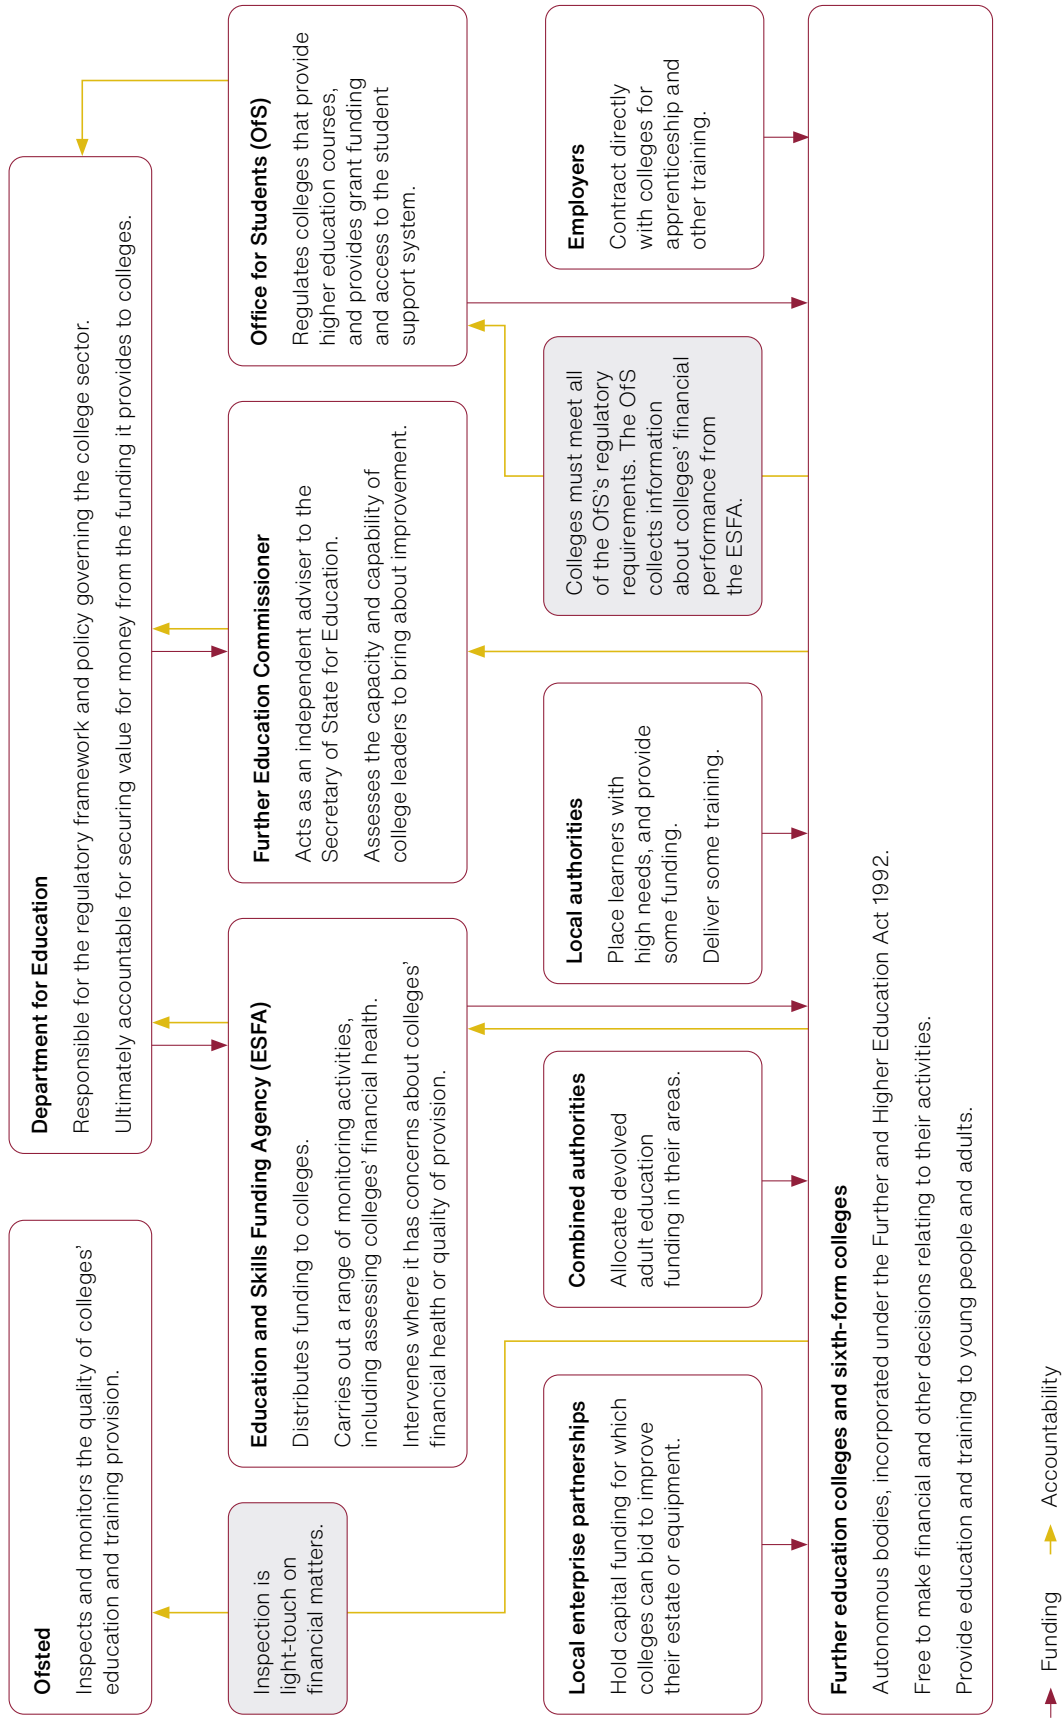 Ofsted
Inspects and monitors the quality of colleges’
education and training provision.
Department for Education
Responsible for the regulatory framework and policy governing the college sector.
Ultimately accountable for securing value for money from the funding it provides to colleges.
Inspection is
light-touch on
financial matters.
Education and Skills Funding Agency (ESFA)
Distributes funding to colleges.
Carries out a range of monitoring activities,
including assessing colleges’ financial health.
Intervenes where it has concerns about colleges’
financial health or quality of provision.
Further Education Commissioner
Acts as an independent adviser to the
Secretary of State for Education.
Assesses the capacity and capability of
college leaders to bring about improvement.
Office for Students (OfS)
Regulates colleges that provide
higher education courses,
and provides grant funding
and access to the student
support system.
Local enterprise partnerships
Hold capital funding for which
colleges can bid to improve
their estate or equipment.
Combined authorities
Allocate devolved
adult education
funding in their areas.
Local authorities
Place learners with
high needs, and provide
some funding.
Deliver some training.
Colleges must meet all
of the OfS’s regulatory
requirements. The OfS
collects information
about colleges’ financial
performance from
the ESFA.
Employers
Contract directly
with colleges for
apprenticeship and
other training.
Further education colleges and sixth-form colleges
Autonomous bodies, incorporated under the Further and Higher Education Act 1992.
Free to make financial and other decisions relating to their activities.
Provide education and training to young people and adults.
Funding
Accountability